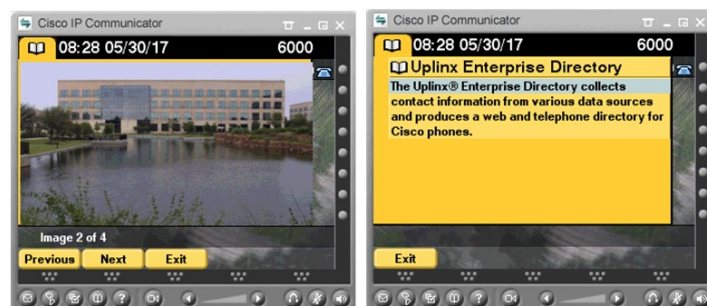 Cisco IP Communicator
08:28 05/30/17 6000
Image 2 of 4
Previous Next Exit
Cisco IP Communicator
08:28 05/30/17 6000
Uplinx Enterprise Directory
The Uplinx® Enterprise Directory collects
contact information from various data sources
and produces a web and telephone directory for
Cisco phones.
Exit